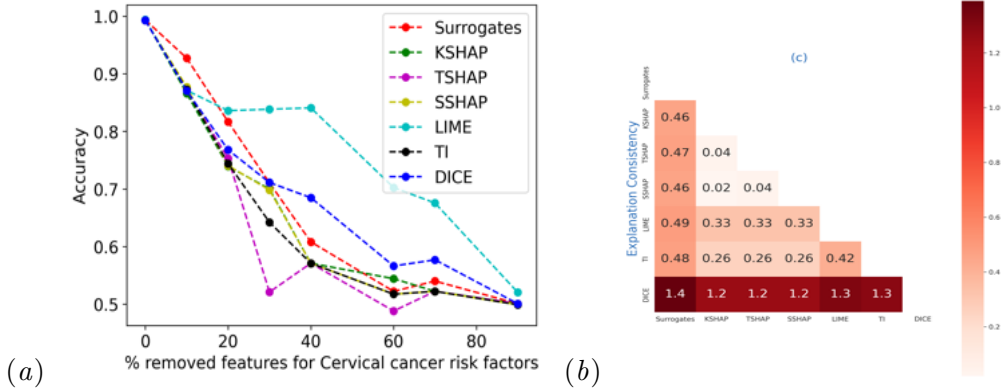 1.0
0.9
0.8
0.7
0.6
0.5
Accuracy
0 20 40 60 80
% removed features for Cervical cancer risk factors
Surrogates
KSHAP
TSHAP
SSHAP
LIME
TI
DICE
(a)
(c)
Explanation Consistency
Surrogates
KSHAP 0.46
TSHAP 0.47 0.04
SSHAP 0.46 0.02 0.04
LIME 0.49 0.33 0.33 0.33
TI 0.48 0.26 0.26 0.26 0.42
DICE 1.4 1.2 1.2 1.2 1.3 1.3
Surrogates KSHAP TSHAP SSHAP LIME TI DICE
1.2
1.0
0.8
0.6
0.4
0.2
(b)